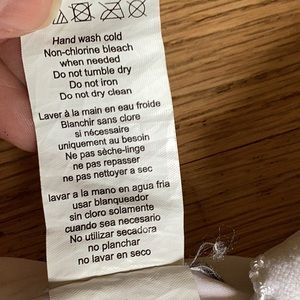 Hand wash cold
Non-chlorine bleach
when needed
Do not tumble dry
Do not iron
Do not dry clean
Laver à la main en eau froide
Blanchir sans clore
si nécessaire
uniquement au besoin
Ne pas sèche-linge
ne pas repasser
ne pas nettoyer a sec
lavar a la mano en agua fria
usar blanqueador
sin cloro solamente
cuando sea necesario
No utilizar secadora
no planchar
no lavar en seco